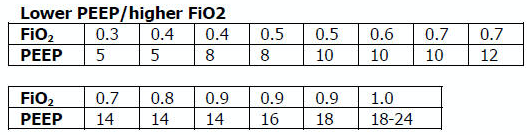 Lower PEEP/higher FiO2
FiO₂ 0.3 0.4 0.4 0.5 0.5 0.6 0.7 0.7
PEEP 5 5 8 8 10 10 10 12
FiO₂ 0.7 0.8 0.9 0.9 0.9 1.0
PEEP 14 14 14 16 18 18-24